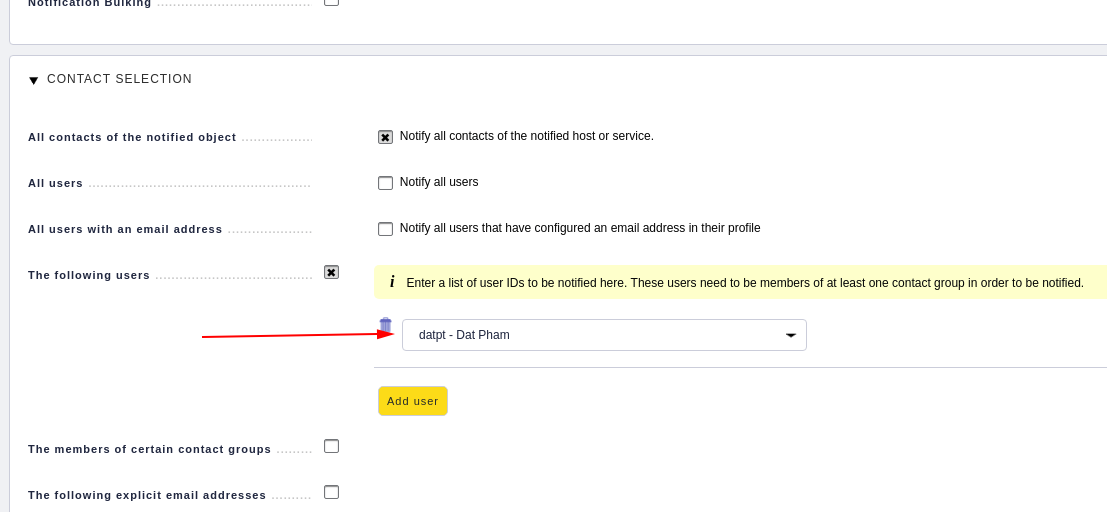 Notification Bulking
CONTACT SELECTION
All contacts of the notified object
Notify all contacts of the notified host or service.
All users
Notify all users
All users with an email address
Notify all users that have configured an email address in their profile
The following users
i Enter a list of user IDs to be notified here. These users need to be members of at least one contact group in order to be notified.
datpt - Dat Pham
Add user
The members of certain contact groups
The following explicit email addresses